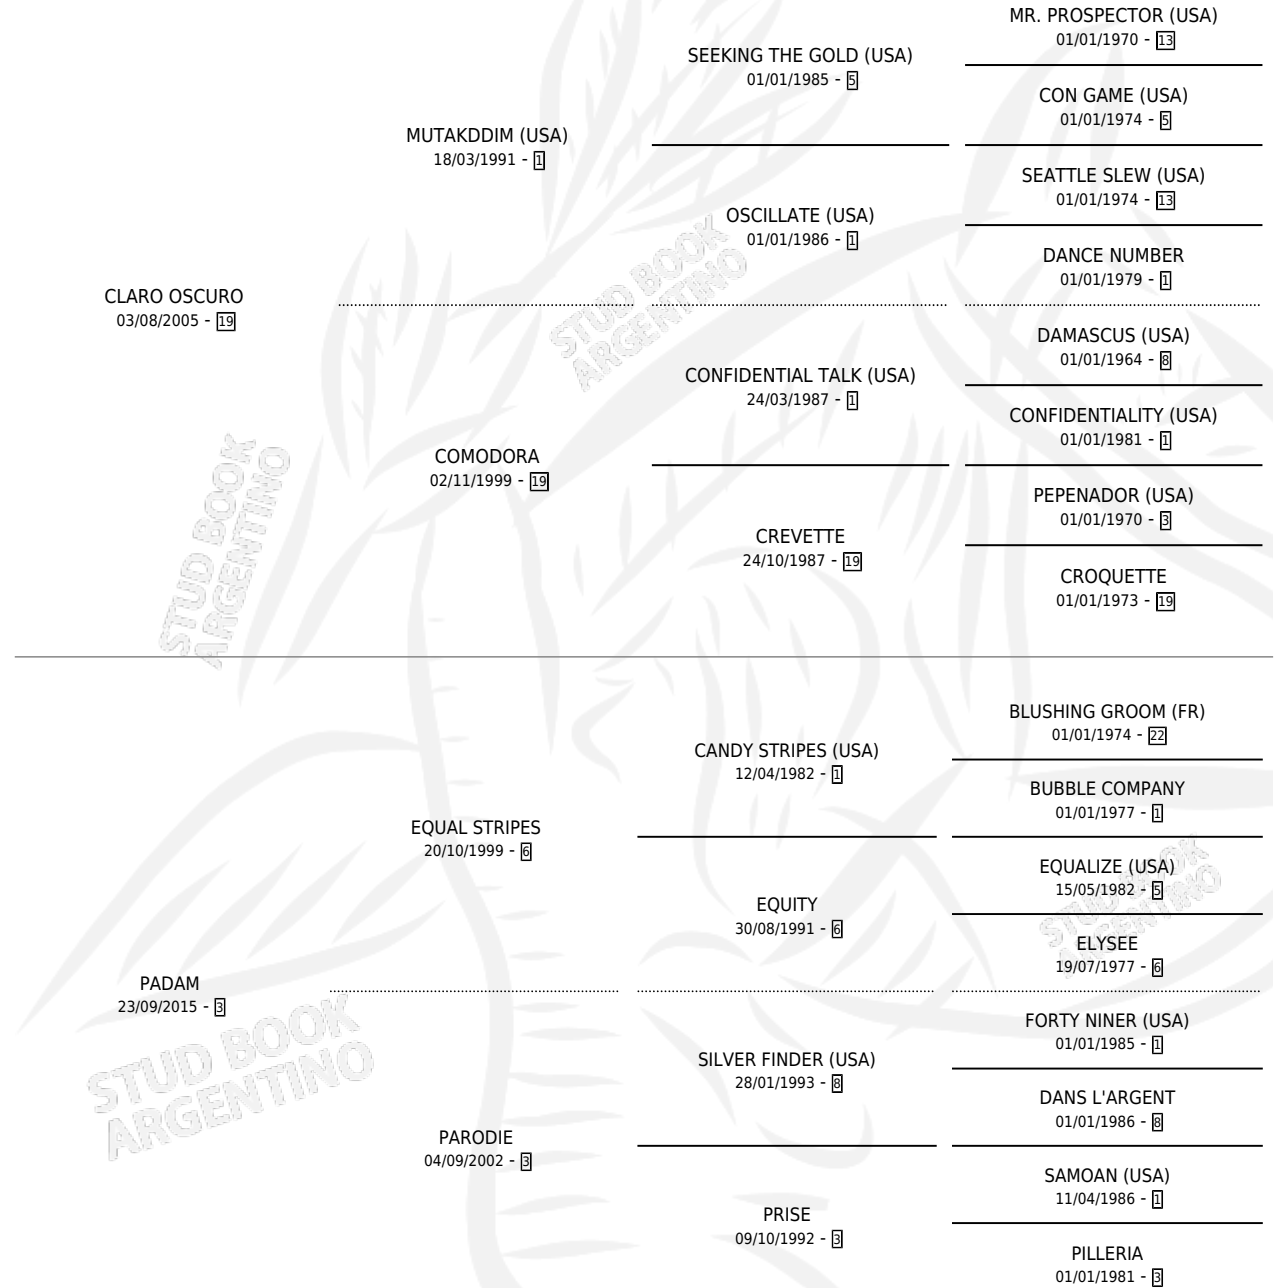 MR. PROSPECTOR (USA)
01/01/1970 - 13
SEEKING THE GOLD (USA)
01/01/1985 - 5
CON GAME (USA)
01/01/1974 - 5
MUTAKDDIM (USA)
18/03/1991 - 1
SEATTLE SLEW (USA)
01/01/1974 - 13
OSCILLATE (USA)
01/01/1986 - 1
DANCE NUMBER
01/01/1979 - 1
CLARO OSCURO
03/08/2005 - 19
STUD BOOK
ARGENTINO
DAMASCUS (USA)
01/01/1964 - 8
CONFIDENTIAL TALK (USA)
24/03/1987 - 1
CONFIDENTIALITY (USA)
01/01/1981 - 1
COMODORA
02/11/1999 - 19
PEPENADOR (USA)
01/01/1970 - 3
CREVETTE
24/10/1987 - 19
CROQUETTE
01/01/1973 - 19
STUD BOOK
ARGENTINO
BLUSHING GROOM (FR)
01/01/1974 - 22
CANDY STRIPES (USA)
12/04/1982 - 1
BUBBLE COMPANY
01/01/1977 - 1
EQUAL STRIPES
20/10/1999 - 6
EQUALIZE (USA)
15/05/1982 - 5
EQUITY
30/08/1991 - 6
ELYSEE
19/07/1977 - 6
STUD BOOK
ARGENTINO
PADAM
23/09/2015 - 3
FORTY NINER (USA)
01/01/1985 - 1
SILVER FINDER (USA)
28/01/1993 - 8
DANS L'ARGENT
01/01/1986 - 8
STUD BOOK
ARGENTINO
PARODIE
04/09/2002 - 3
SAMOAN (USA)
11/04/1986 - 1
PRISE
09/10/1992 - 3
PILLERIA
01/01/1981 - 3